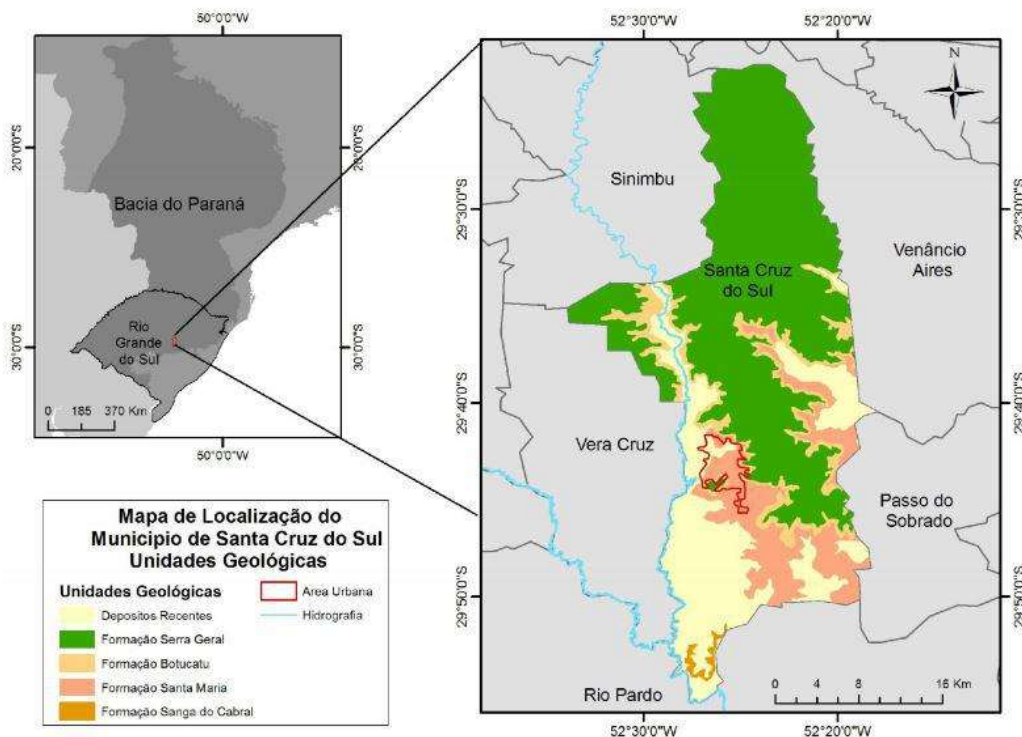 50°0'0"W
20°0'0"S
20°0'0"S
Bacia do Paraná
30°0'0"S
30°0'0"S
Rio
Grande
do Sul
0 185 370 Km
50°0'0"W
52°30'0"W 52°20'0"W
N
Sinimbu
29°30'0"S
29°30'0"S
Venâncio
Aires
Santa Cruz
do Sul
29°40'0"S
29°40'0"S
Vera Cruz
Passo do
Sobrado
29°50'0"S
29°50'0"S
Rio Pardo
0 4 8 16 Km
52°30'0"W 52°20'0"W
Mapa de Localização do
Municipio de Santa Cruz do Sul
Unidades Geológicas
Unidades Geológicas
Depositos Recentes
Formação Serra Geral
Formação Botucatu
Formação Santa Maria
Formação Sanga do Cabral
Area Urbana
Hidrografia